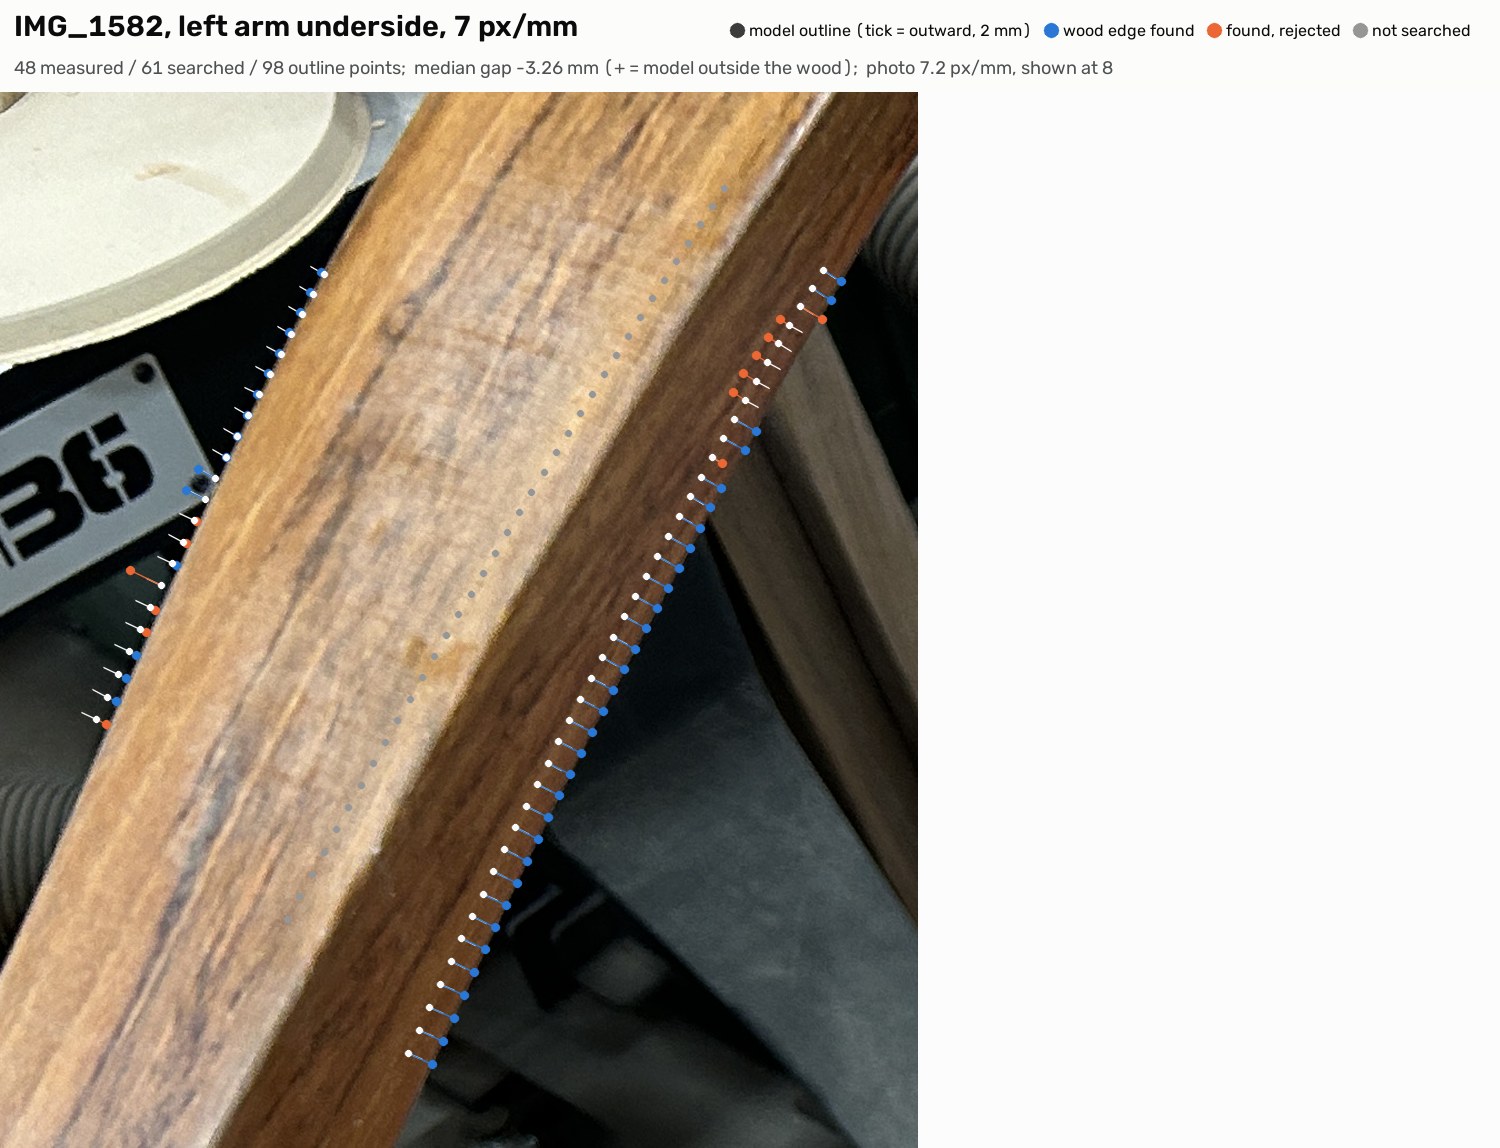 IMG_1582, left arm underside, 7 px/mm
model outline (tick = outward, 2 mm) wood edge found found, rejected not searched
48 measured / 61 searched / 98 outline points; median gap -3.26 mm (+ = model outside the wood); photo 7.2 px/mm, shown at 8
36